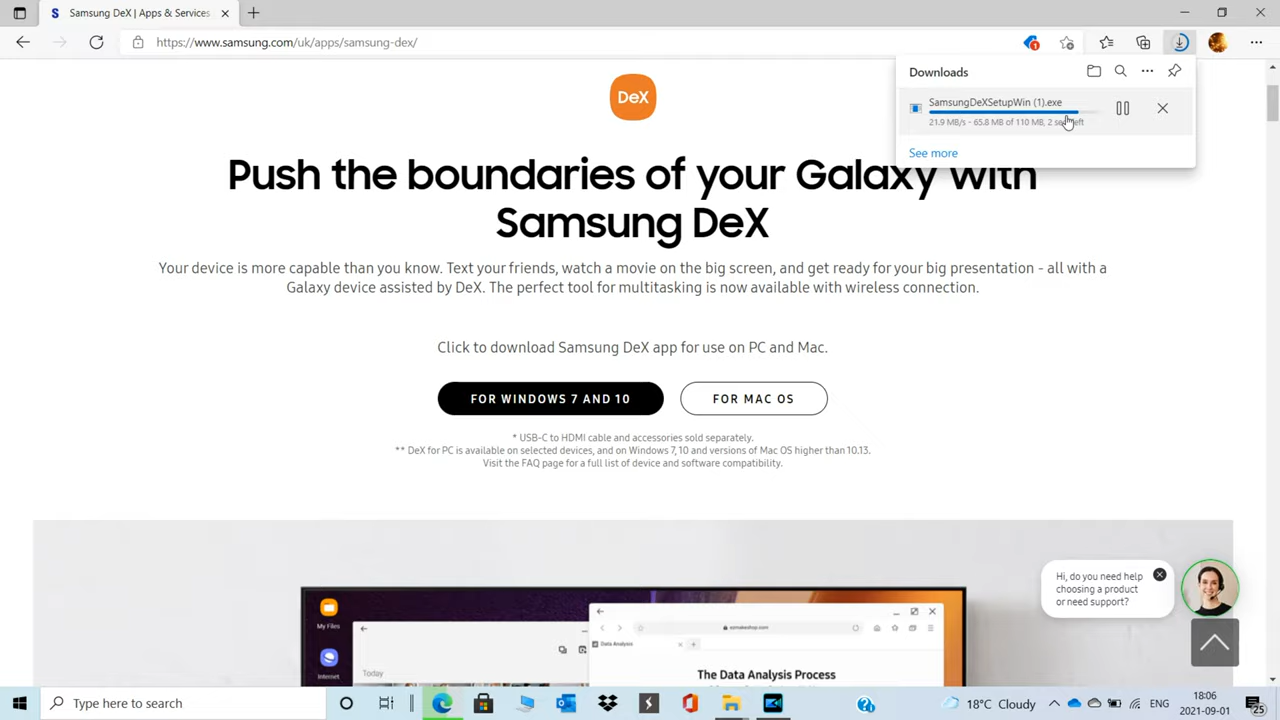 Samsung DeX | Apps & Services
https://www.samsung.com/uk/apps/samsung-dex/
1
Downloads
SamsungDeXSetupWin (1).exe
21.9 MB/s - 65.8 MB of 110 MB, 2 sec left
See more
DeX
Push the boundaries of your Galaxy with
Samsung DeX
Your device is more capable than you know. Text your friends, watch a movie on the big screen, and get ready for your big presentation - all with a
Galaxy device assisted by DeX. The perfect tool for multitasking is now available with wireless connection.
Click to download Samsung DeX app for use on PC and Mac.
FOR WINDOWS 7 AND 10
FOR MAC OS
* USB-C to HDMI cable and accessories sold separately.
** DeX for PC is available on selected devices, and on Windows 7, 10 and versions of Mac OS higher than 10.13.
Visit the FAQ page for a full list of device and software compatibility.
Hi, do you need help
choosing a product
or need support?
My Files
Internet
Today
Data Analysis
The Data Analysis Process
Type here to search
18°C Cloudy
ENG
18:06
2021-09-01
25